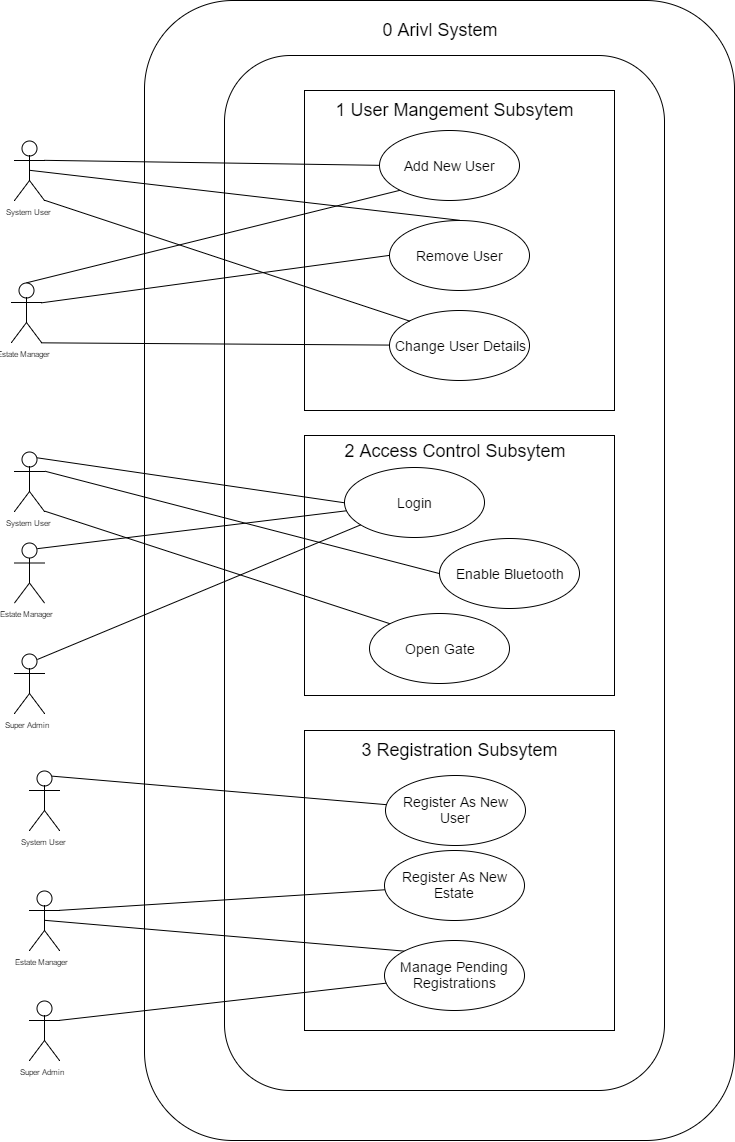 0 Arivl System
1 User Mangement Subsytem
Add New User
System User
Remove User
Estate Manager
Change User Details
2 Access Control Subsytem
Login
System User
Enable Bluetooth
Estate Manager
Open Gate
Super Admin
3 Registration Subsytem
Register As New
User
System User
Register As New
Estate
Estate Manager
Manage Pending
Registrations
Super Admin